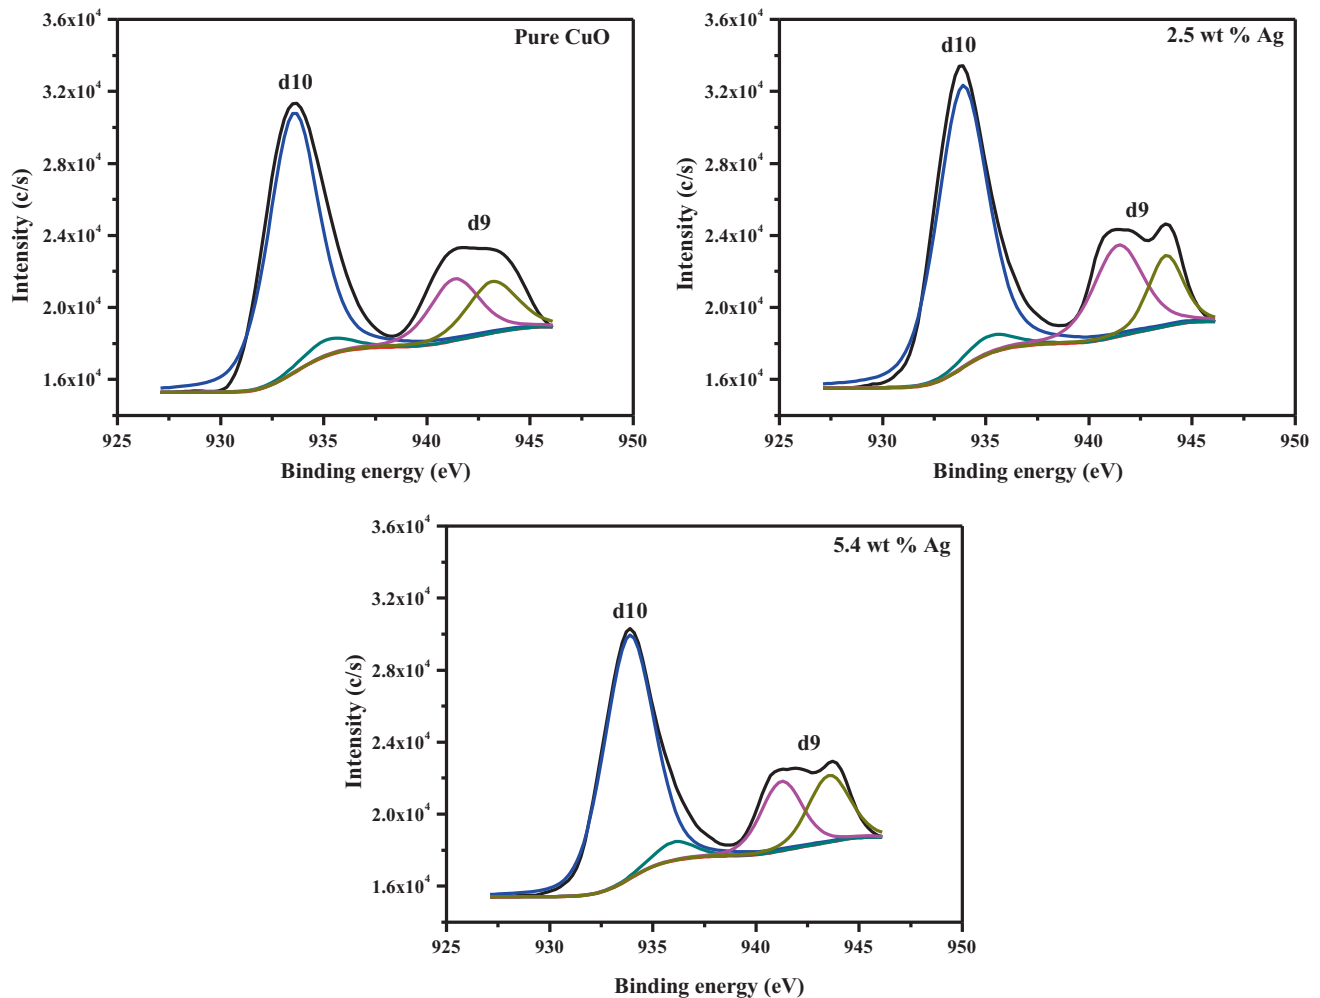 Pure CuO
d10
d9
3.6x10⁴
3.2x10⁴
2.8x10⁴
2.4x10⁴
2.0x10⁴
1.6x10⁴
Intensity (c/s)
925 930 935 940 945 950
Binding energy (eV)
2.5 wt % Ag
d10
d9
3.6x10⁴
3.2x10⁴
2.8x10⁴
2.4x10⁴
2.0x10⁴
1.6x10⁴
Intensity (c/s)
925 930 935 940 945 950
Binding energy (eV)
5.4 wt % Ag
d10
d9
3.6x10⁴
3.2x10⁴
2.8x10⁴
2.4x10⁴
2.0x10⁴
1.6x10⁴
Intensity (c/s)
925 930 935 940 945 950
Binding energy (eV)